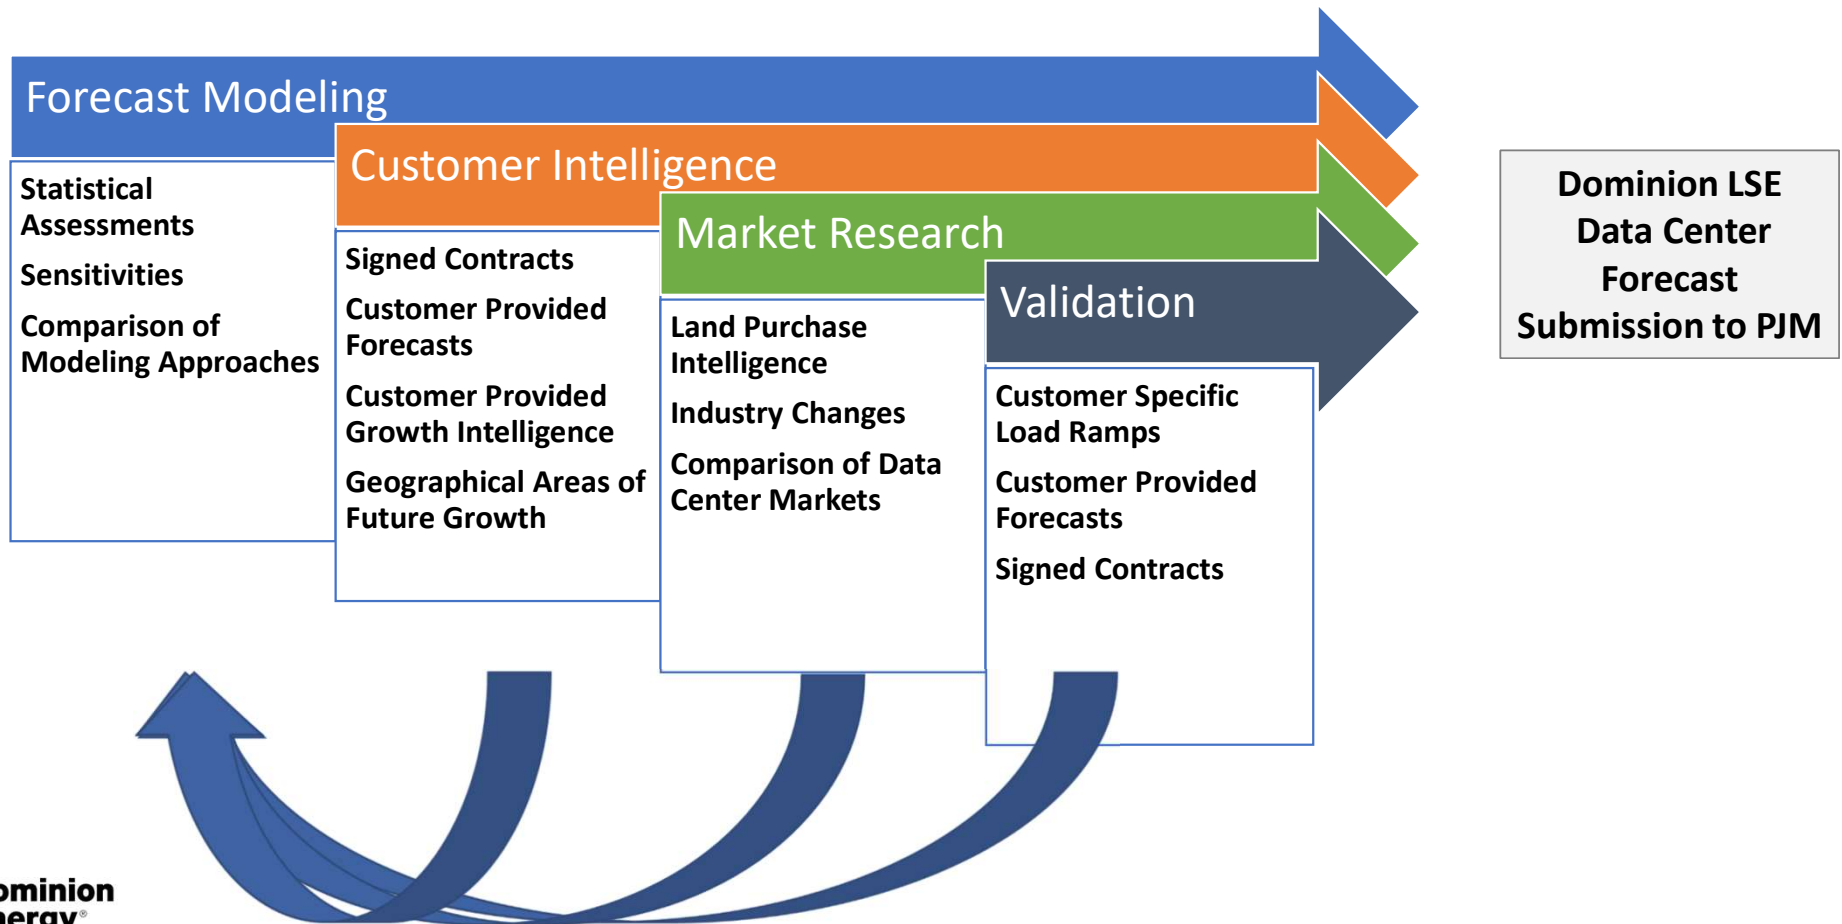 Forecast Modeling
Statistical
Assessments
Sensitivities
Comparison of
Modeling Approaches
Customer Intelligence
Signed Contracts
Customer Provided
Forecasts
Customer Provided
Growth Intelligence
Geographical Areas of
Future Growth
Market Research
Land Purchase
Intelligence
Industry Changes
Comparison of Data
Center Markets
Validation
Customer Specific
Load Ramps
Customer Provided
Forecasts
Signed Contracts
Dominion LSE
Data Center
Forecast
Submission to PJM
ominion
nergy®